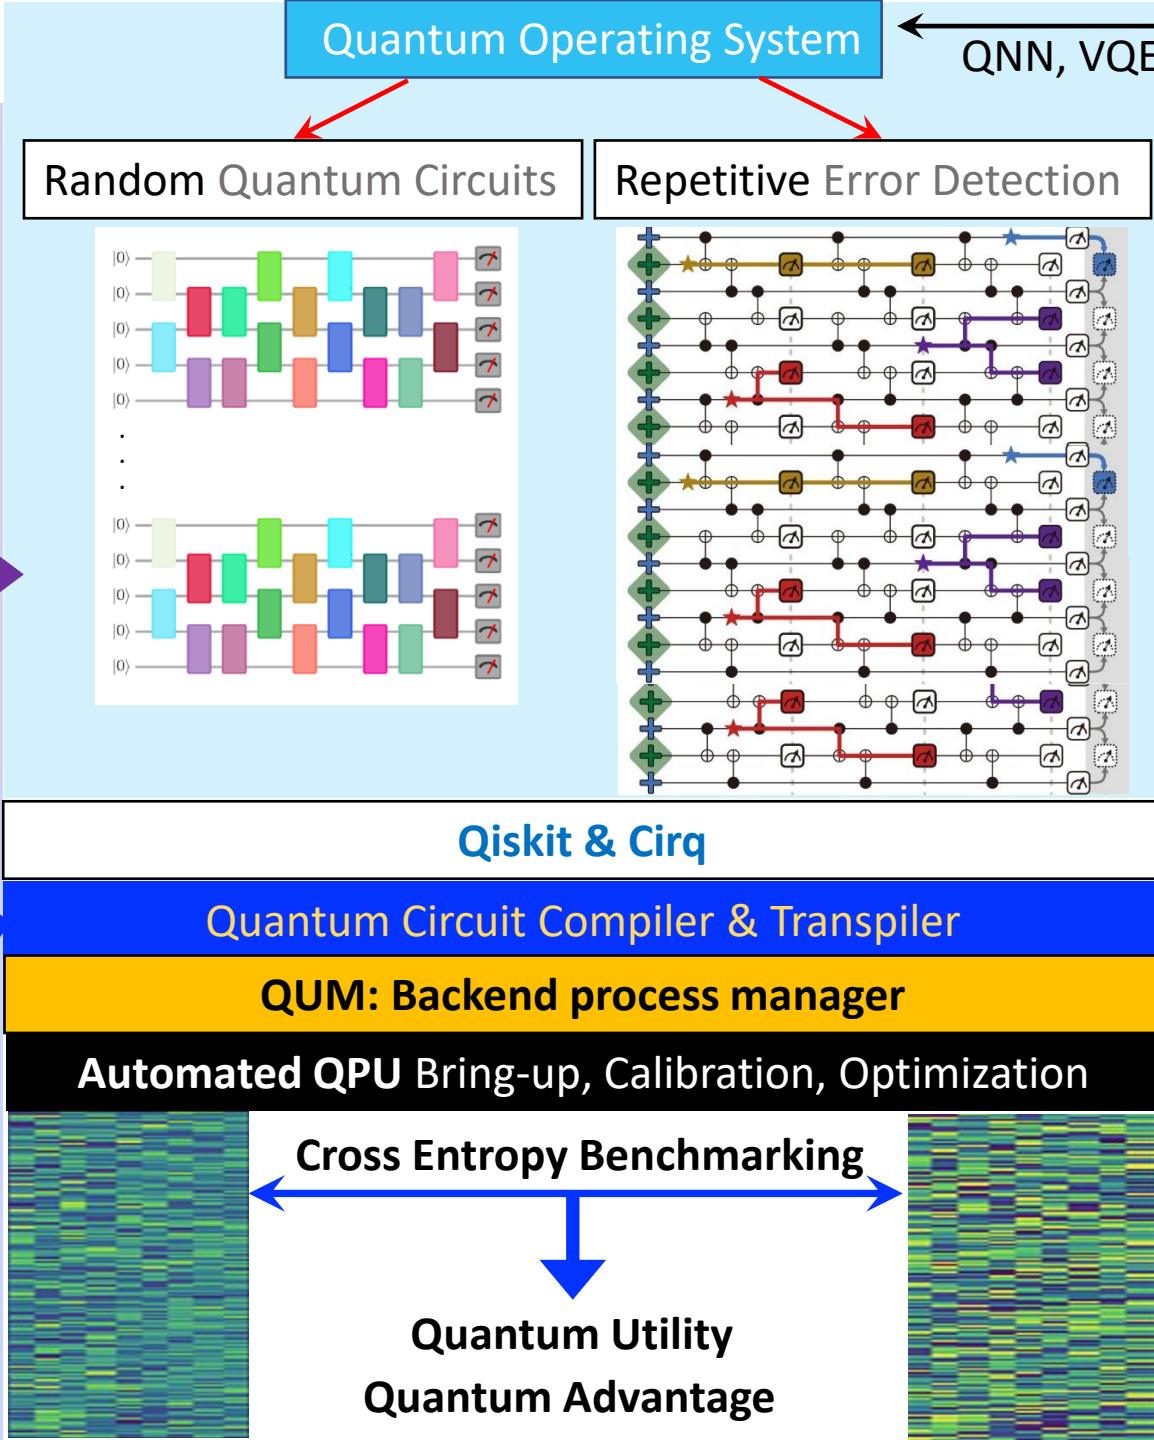 Quantum Operating System
QNN, VQE
Random Quantum Circuits
Repetitive Error Detection
|0⟩
|0⟩
|0⟩
|0⟩
|0⟩
.
.
.
|0⟩
|0⟩
|0⟩
|0⟩
|0⟩
Qiskit & Cirq
Quantum Circuit Compiler & Transpiler
QUM: Backend process manager
Automated QPU Bring-up, Calibration, Optimization
Cross Entropy Benchmarking
Quantum Utility
Quantum Advantage